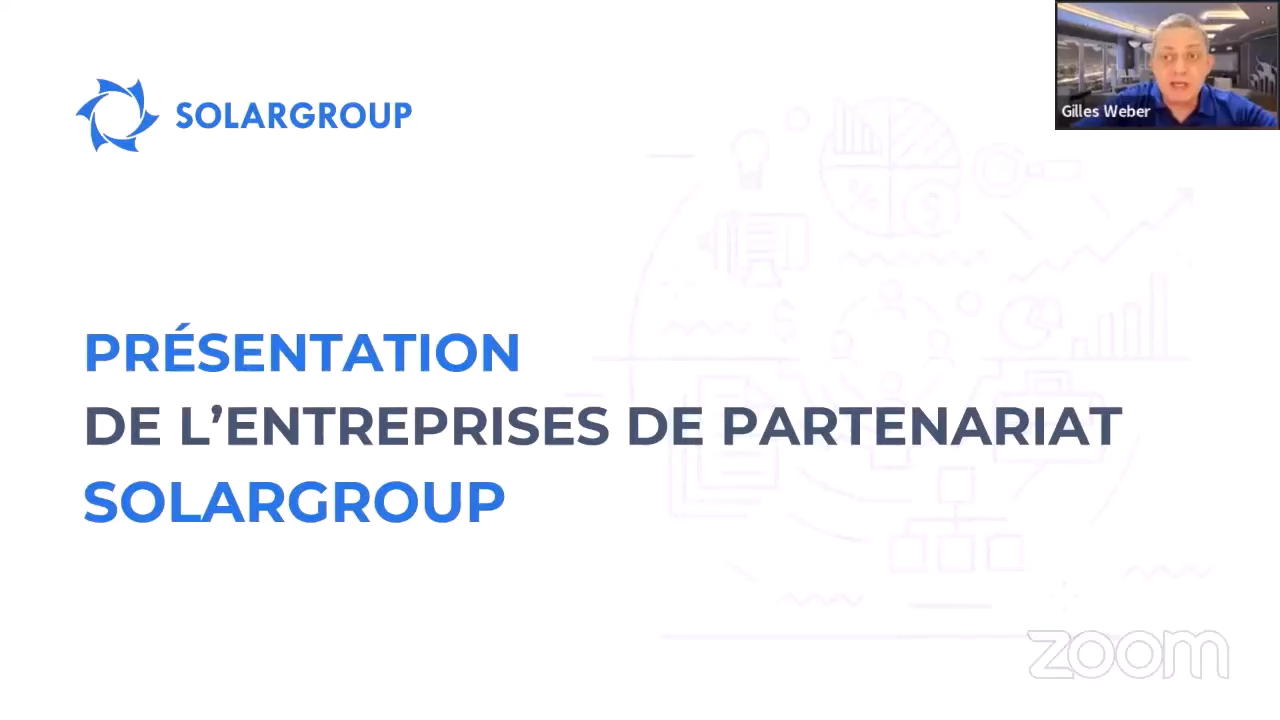 SOLARGROUP
Gilles Weber
PRÉSENTATION
DE L’ENTREPRISES DE PARTENARIAT
SOLARGROUP
zoom